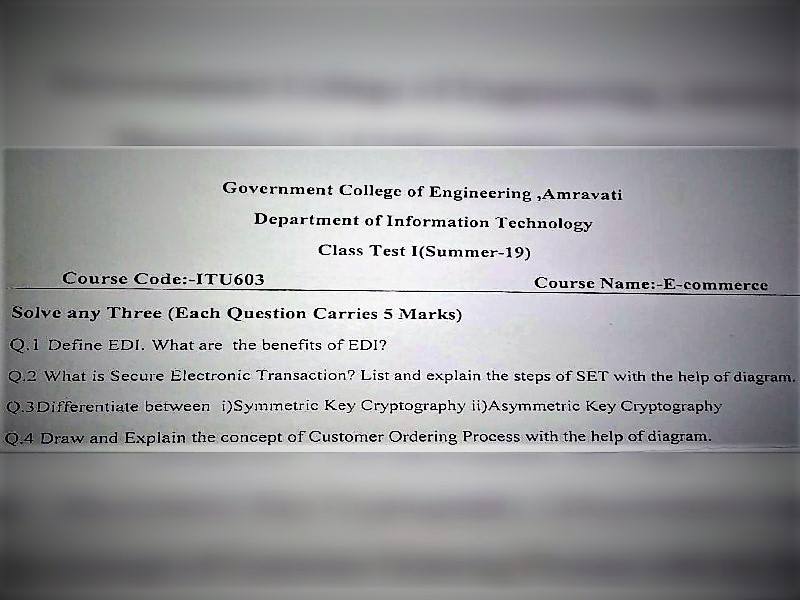 Government College of Engineering ,Amravati
Department of Information Technology
Class Test I(Summer-19)
Course Code:-ITU603 Course Name:-E-commerce
Solve any Three (Each Question Carries 5 Marks)
Q.1 Define EDI. What are the benefits of EDI?
Q.2 What is Secure Electronic Transaction? List and explain the steps of SET with the help of diagram.
Q.3Differentiate between i)Symmetric Key Cryptography ii)Asymmetric Key Cryptography
Q.4 Draw and Explain the concept of Customer Ordering Process with the help of diagram.